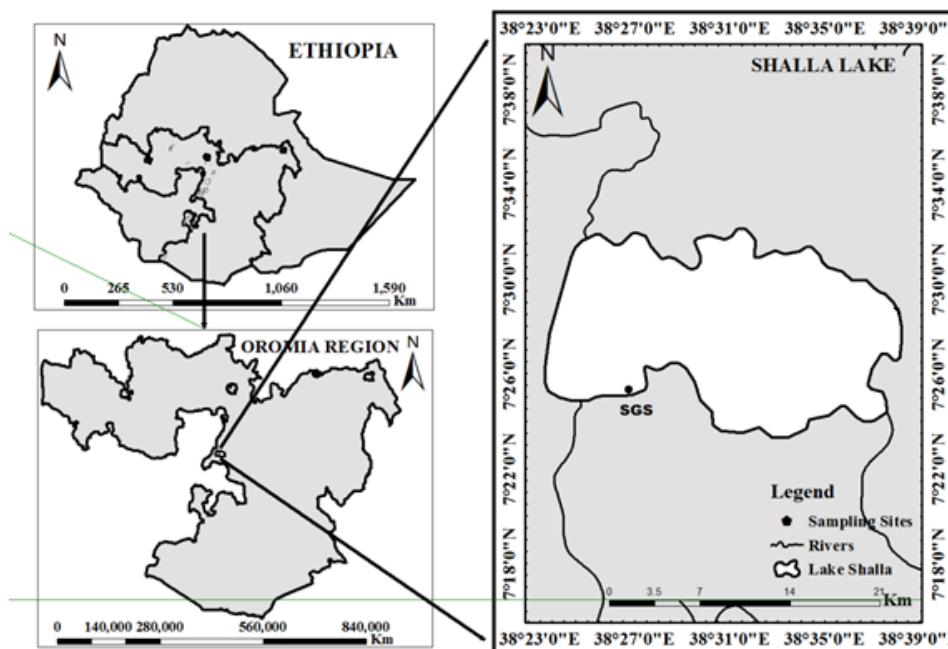 N
ETHIOPIA
0 265 530 1,060 1,590
Km
OROMIA REGION
N
0 140,000 280,000 560,000 840,000
Km
38°23'0"E 38°27'0"E 38°31'0"E 38°35'0"E 38°39'0"E
N
SHALLA LAKE
7°38'0"N
7°34'0"N
7°30'0"N
7°26'0"N
7°22'0"N
7°18'0"N
SGS
Legend
Sampling Sites
Rivers
Lake Shalla
0 3.5 7 14 21
Km
7°38'0"N
7°34'0"N
7°30'0"N
7°26'0"N
7°22'0"N
7°18'0"N
38°23'0"E 38°27'0"E 38°31'0"E 38°35'0"E 38°39'0"E